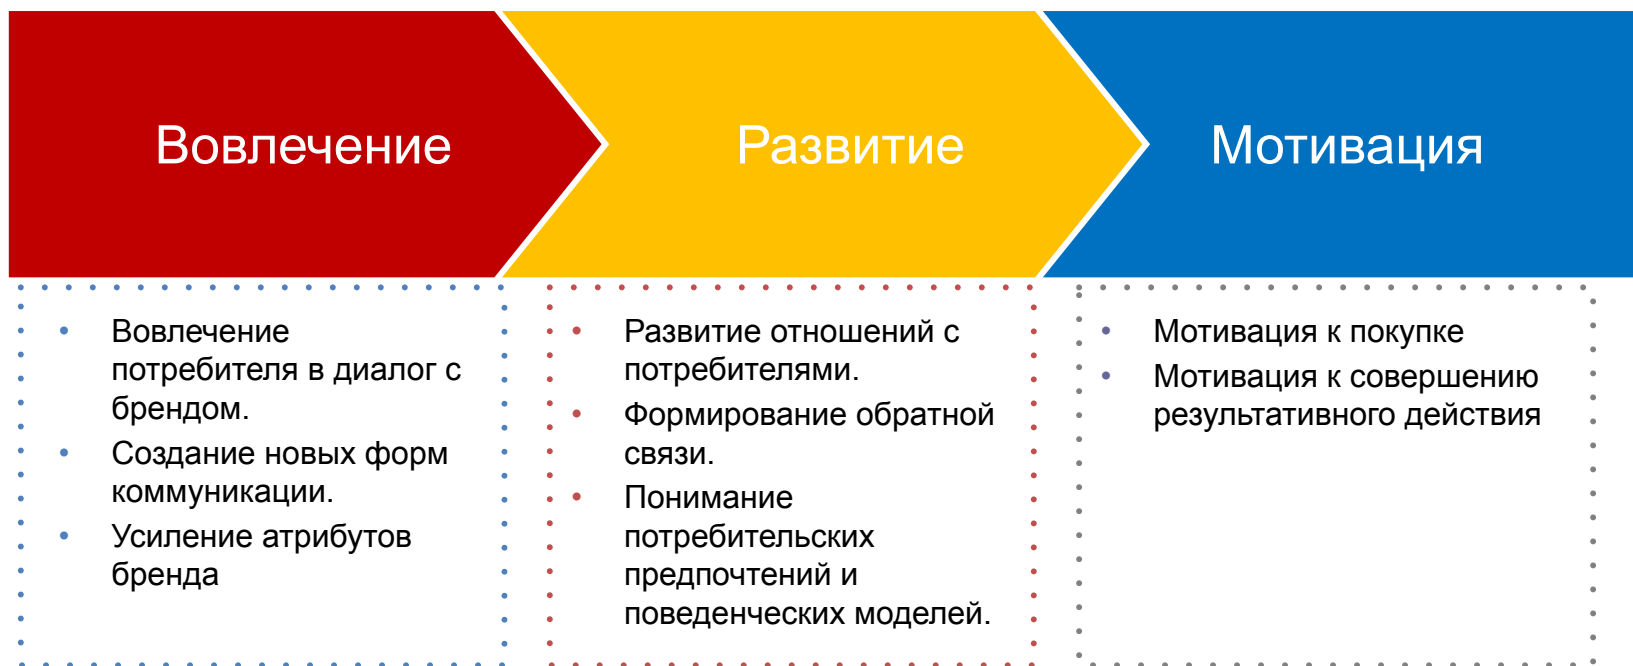 Вовлечение
Развитие
Мотивация
• Вовлечение
потребителя в диалог с
брендом.
• Создание новых форм
коммуникации.
• Усиление атрибутов
бренда
• Развитие отношений с
потребителями.
• Формирование обратной
связи.
• Понимание
потребительских
предпочтений и
поведенческих моделей.
• Мотивация к покупке
• Мотивация к совершению
результативного действия